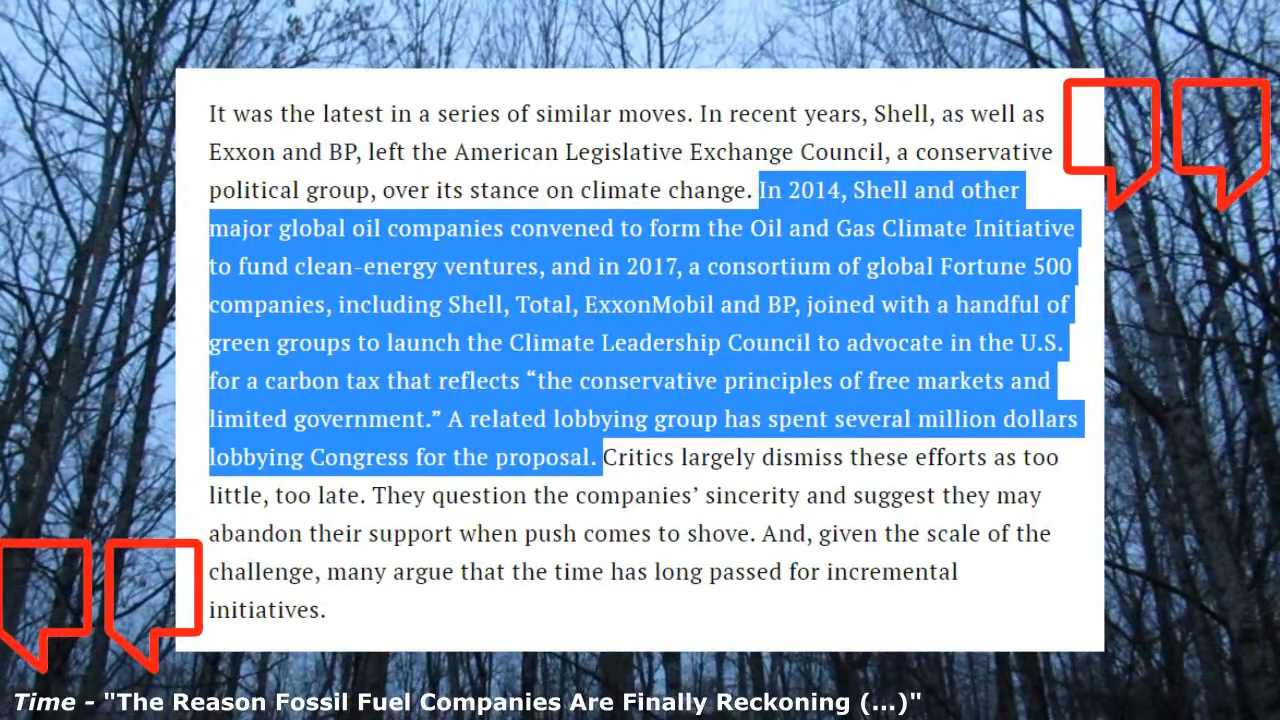 It was the latest in a series of similar moves. In recent years, Shell, as well as
Exxon and BP, left the American Legislative Exchange Council, a conservative
political group, over its stance on climate change. In 2014, Shell and other
major global oil companies convened to form the Oil and Gas Climate Initiative
to fund clean-energy ventures, and in 2017, a consortium of global Fortune 500
companies, including Shell, Total, ExxonMobil and BP, joined with a handful of
green groups to launch the Climate Leadership Council to advocate in the U.S.
for a carbon tax that reflects “the conservative principles of free markets and
limited government.” A related lobbying group has spent several million dollars
lobbying Congress for the proposal. Critics largely dismiss these efforts as too
little, too late. They question the companies’ sincerity and suggest they may
abandon their support when push comes to shove. And, given the scale of the
challenge, many argue that the time has long passed for incremental
initiatives.
Time - "The Reason Fossil Fuel Companies Are Finally Reckoning (...)"